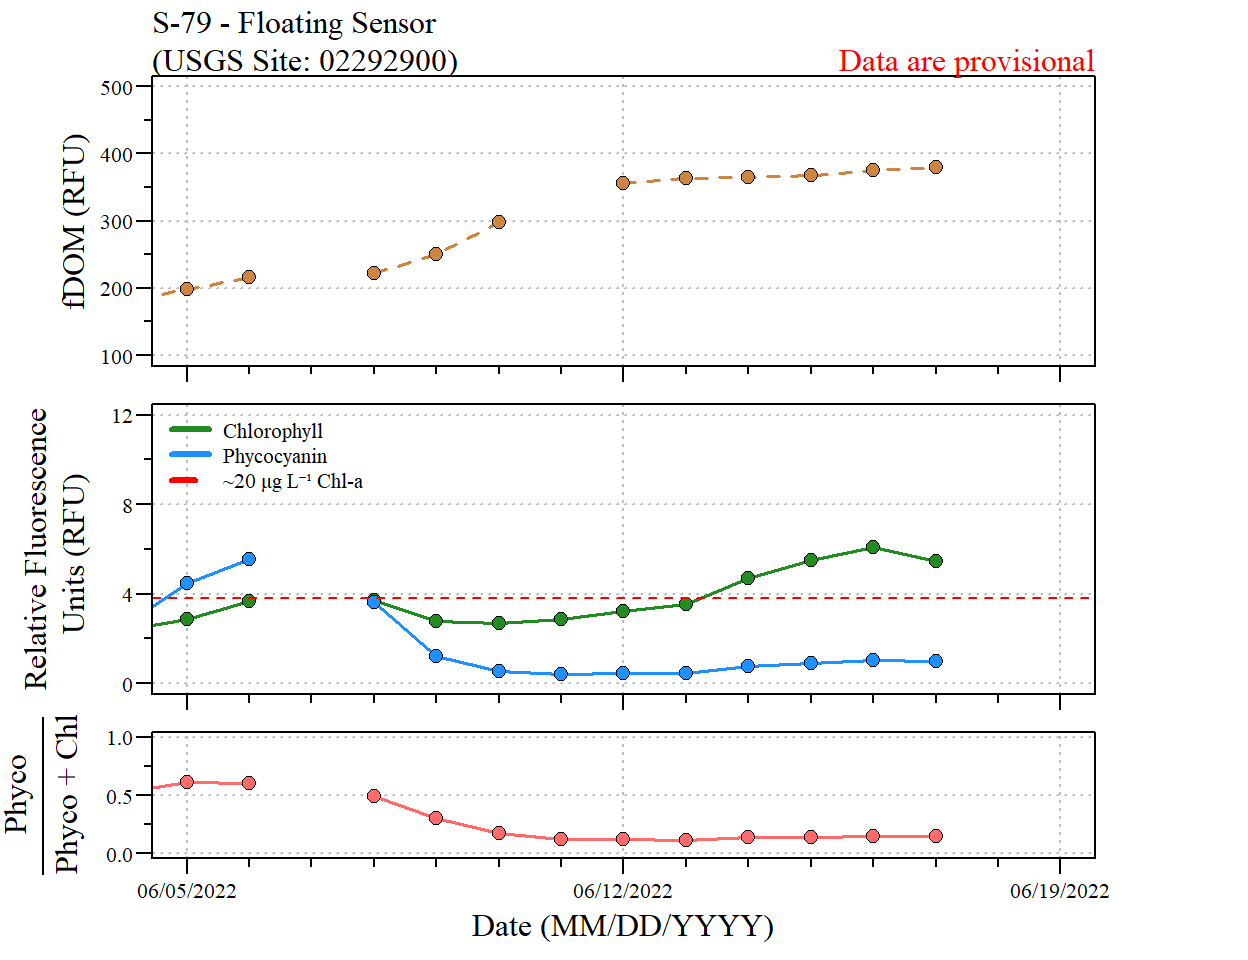 S-79 - Floating Sensor
(USGS Site: 02292900)
Data are provisional
500
400
300
200
100
fDOM (RFU)
12
8
4
0
Relative Fluorescence
Units (RFU)
Chlorophyll
Phycocyanin
~20 µg L⁻¹ Chl-a
1.0
0.5
0.0
Phyco
Phyco + Chl
06/05/2022
06/12/2022
06/19/2022
Date (MM/DD/YYYY)